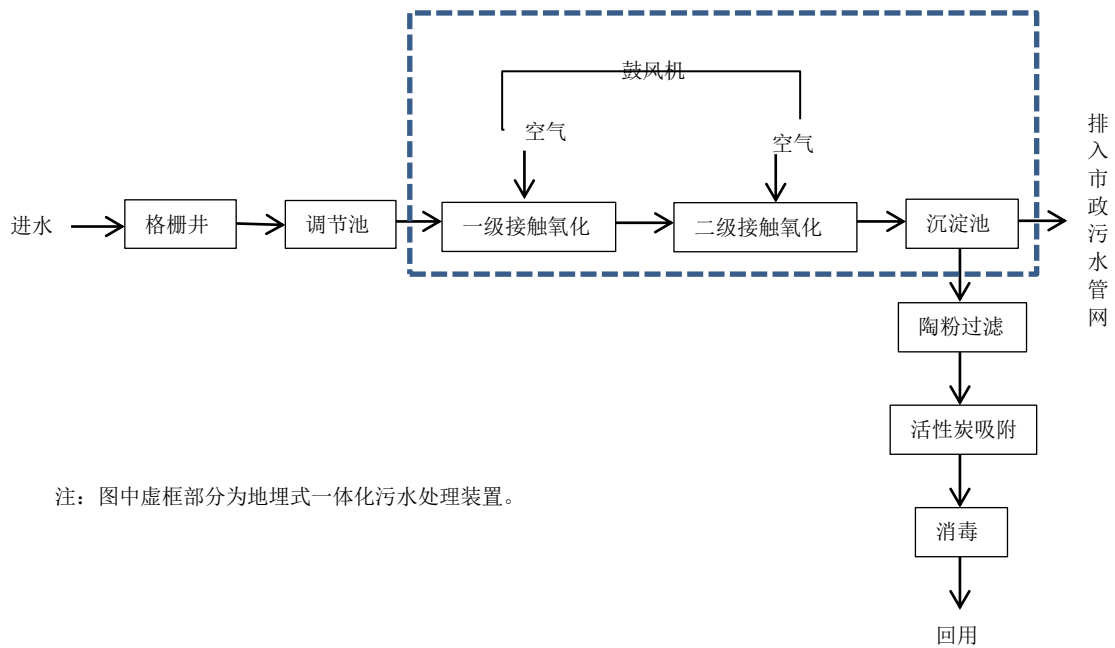 鼓风机
空气
空气
进水
格栅井
调节池
一级接触氧化
二级接触氧化
沉淀池
排入市政污水管网
陶粉过滤
活性炭吸附
消毒
回用
注：图中虚框部分为地埋式一体化污水处理装置。